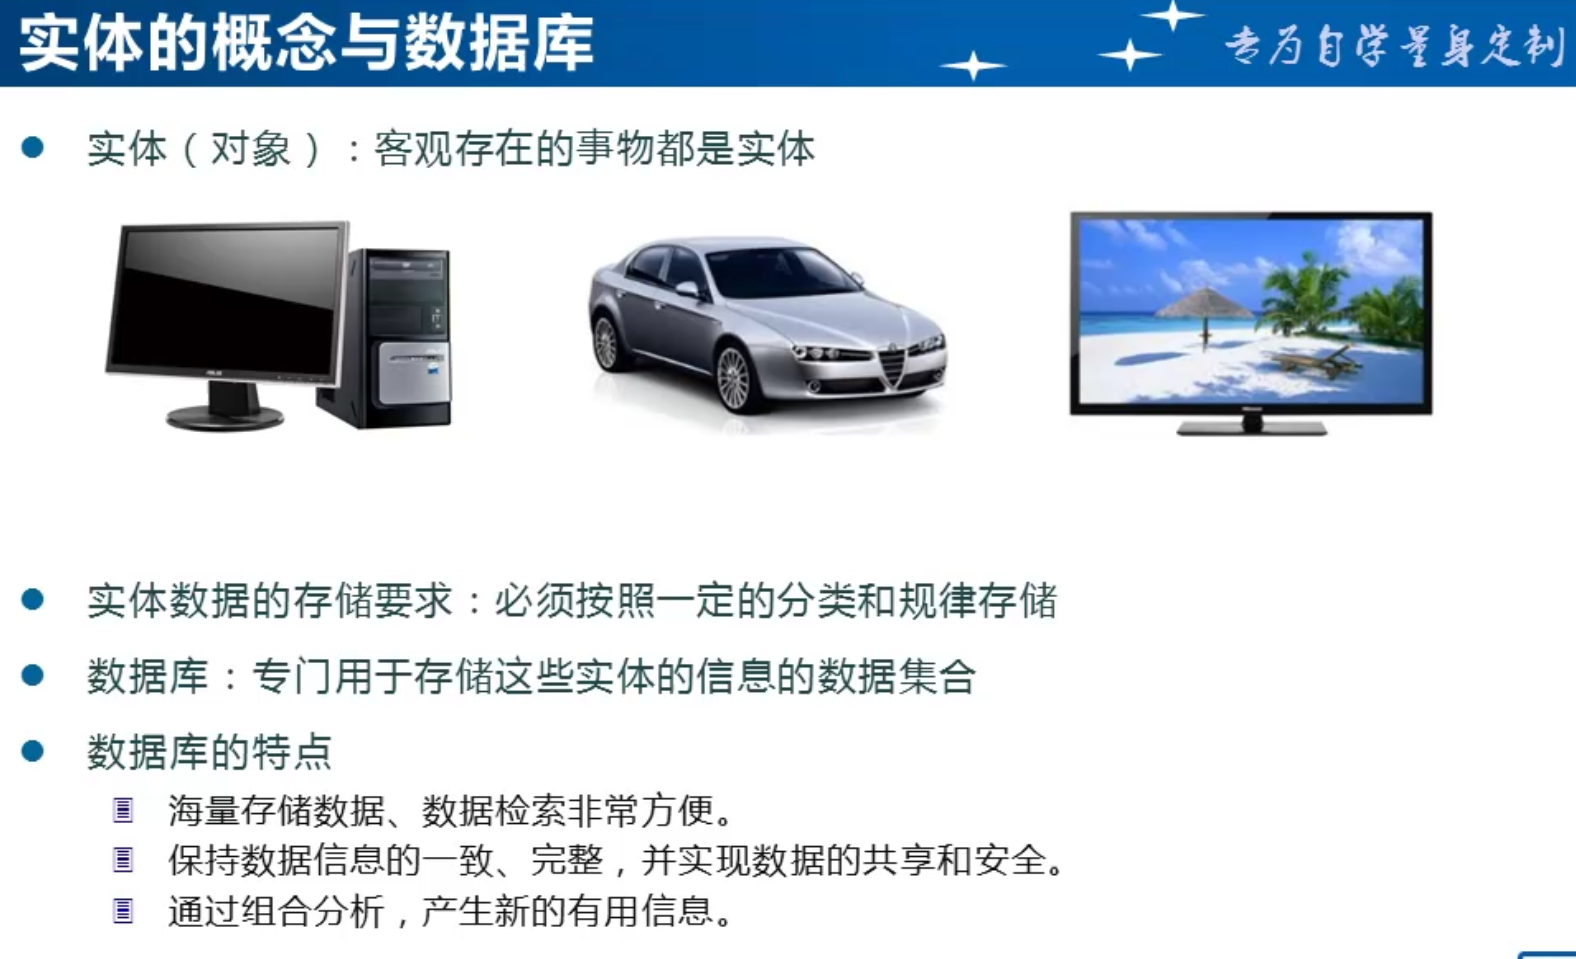 实体的概念与数据库
专为自学量身定制
实体（对象）：客观存在的事物都是实体
实体数据的存储要求：必须按照一定的分类和规律存储
数据库：专门用于存储这些实体的信息的数据集合
数据库的特点
海量存储数据、数据检索非常方便。
保持数据信息的一致、完整，并实现数据的共享和安全。
通过组合分析，产生新的有用信息。